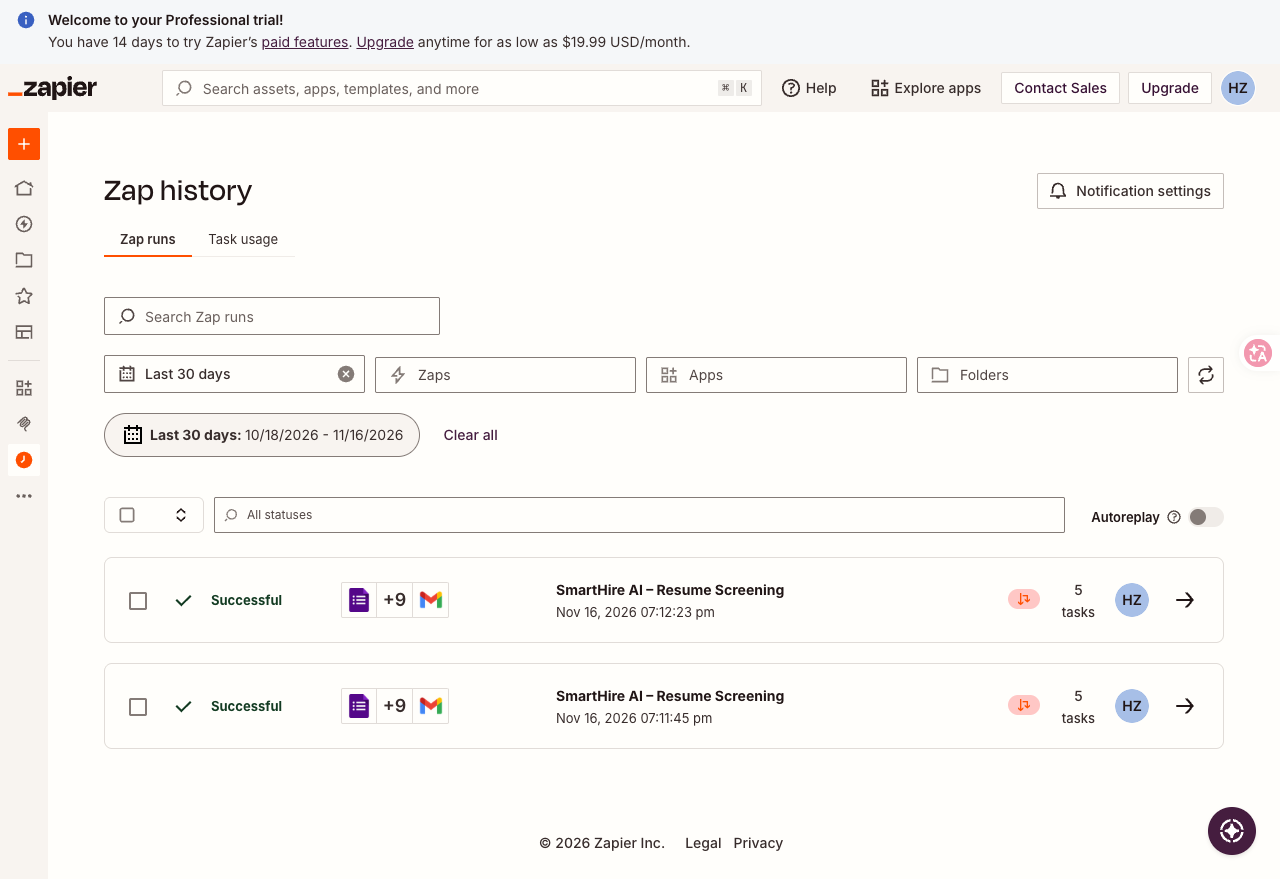 Welcome to your Professional trial!
You have 14 days to try Zapier’s paid features. Upgrade anytime for as low as $19.99 USD/month.
zapier
Search assets, apps, templates, and more
⌘ K
Help
Explore apps
Contact Sales
Upgrade
HZ
Zap history
Notification settings
Zap runs
Task usage
Search Zap runs
Last 30 days
Zaps
Apps
Folders
Last 30 days: 10/18/2026 - 11/16/2026
Clear all
All statuses
Autoreplay
Successful
+9
SmartHire AI – Resume Screening
Nov 16, 2026 07:12:23 pm
5
tasks
HZ
Successful
+9
SmartHire AI – Resume Screening
Nov 16, 2026 07:11:45 pm
5
tasks
HZ
© 2026 Zapier Inc.
Legal
Privacy